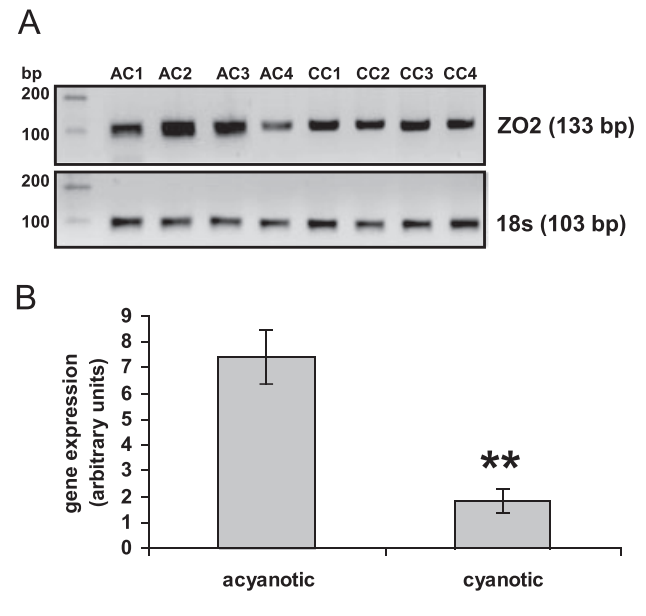 A
bp AC1 AC2 AC3 AC4 CC1 CC2 CC3 CC4
200
100
ZO2 (133 bp)
200
100
18s (103 bp)
B
gene expression
(arbitrary units)
9
8
7
6
5
4
3
2
1
0
**
acyanotic cyanotic